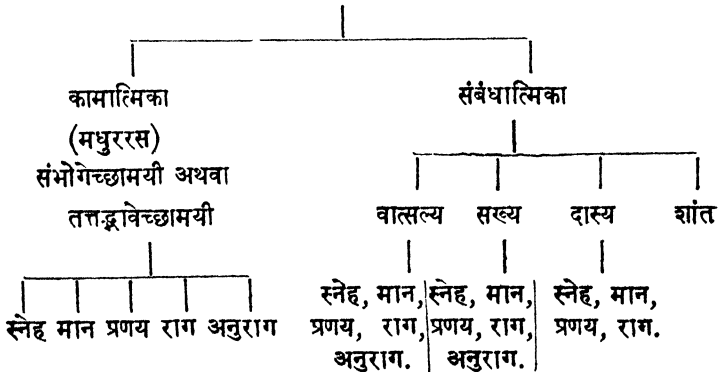 कामात्मिका संबंधात्मिका
(मधुररस)
संभोगेच्छामयी अथवा
तत्तद्भावेच्छामयी
वात्सल्य सख्य दास्य शांत
स्नेह मान प्रणय राग अनुराग
स्नेह, मान, स्नेह, मान, स्नेह, मान,
प्रणय, राग, प्रणय, राग, प्रणय, राग.
अनुराग. अनुराग.